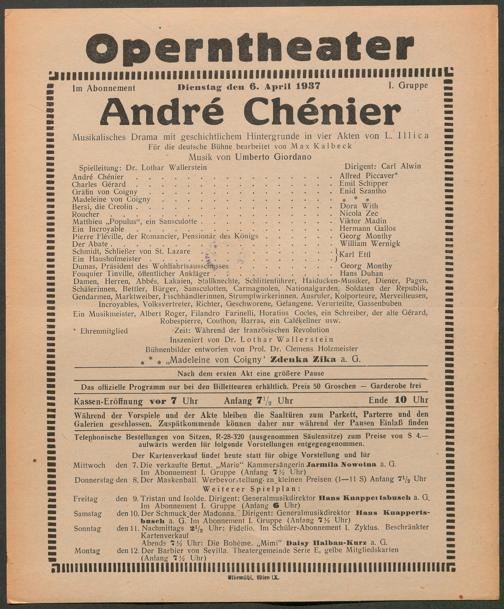 Operntheater
Im Abonnement Dienstag den 6. April 1937 I. Gruppe
André Chénier
Musikalisches Drama mit geschichtlichem Hintergrunde in vier Akten von L. Illica
Für die deutsche Bühne bearbeitet von Max Kalbeck
Musik von Umberto Giordano
Spielleitung: Dr. Lothar Wallerstein Dirigent: Carl Alwin
André Chénier Alfred Piccaver*
Charles Gérard Emil Schipper
Gräfin von Coigny Enid Szantho
Madeleine von Coigny * * *
Bersi, die Creolin Dora With
Roucher Nicola Zec
Matthieu „Populus", ein Sansculotte Viktor Madin
Ein Incroyable Hermann Gallos
Pierre Fléville, der Romancier, Pensionär des Königs Georg Monthy
Der Abate William Wernigk
Schmidt, Schließer von St. Lazare
Ein Haushofmeister } Karl Ettl
Dumas, Präsident des Wohlfahrtsausschusses Georg Monthy
Fouquier Tinville, öffentlicher Ankläger Hans Duhan
Damen, Herren, Abbés, Lakaien, Stallknechte, Schlittenführer, Haiducken-Musiker, Diener, Pagen,
Schäferinnen, Bettler, Bürger, Sansculotten, Carmagnolen, Nationalgarden, Soldaten der Republik,
Gendarmen, Marktweiber, Fischhändlerinnen, Strumpfwirkerinnen, Ausrufer, Kolporteure, Merveilleusen,
Incroyables, Volksvertreter, Richter, Geschworene, Gefangene, Verurteilte, Gassenbuben
Ein Musikmeister, Albert Roger, Filandro Farinelli, Horatius Cocles, ein Schreiber, der alte Gérard,
Robespierre, Couthon, Barras, ein Cafékellner usw.
* Ehrenmitglied Zeit: Während der französischen Revolution
Inszeniert von Dr. Lothar Wallerstein
Bühnenbilder entworfen von Prof. Dr. Clemens Holzmeister
* * * „Madeleine von Coigny" Zdenka Zika a. G.
Nach dem ersten Akt eine größere Pause
Das offizielle Programm nur bei den Billetteuren erhältlich. Preis 50 Groschen — Garderobe frei
Kassen-Eröffnung vor 7 Uhr Anfang 7½ Uhr Ende 10 Uhr
Während der Vorspiele und der Akte bleiben die Saaltüren zum Parkett, Parterre und den
Galerien geschlossen. Zuspätkommende können daher nur während der Pausen Einlaß finden
Telephonische Bestellungen von Sitzen, R-28-320 (ausgenommen Säulensitze) zum Preise von S 4.—
aufwärts werden für folgende Vorstellungen entgegengenommen.
Der Kartenverkauf findet heute statt für obige Vorstellung und für
Mittwoch den 7. Die verkaufte Braut. „Marie" Kammersängerin Jarmila Novotna a. G.
Im Abonnement I. Gruppe (Anfang 7½ Uhr)
Donnerstag den 8. Der Maskenball. Werbevorstellung zu kleinen Preisen (1—11 S) Anfang 7½ Uhr
Weiterer Spielplan:
Freitag den 9. Tristan und Isolde. Dirigent: Generalmusikdirektor Hans Knappertsbusch a. G.
Im Abonnement I. Gruppe (Anfang 6 Uhr)
Samstag den 10. Der Schmuck der Madonna. Dirigent: Generalmusikdirektor Hans Knapperts-
busch a. G. Im Abonnement I. Gruppe (Anfang 7½ Uhr)
Sonntag den 11. Nachmittags 2½ Uhr: Fidelio. Im Schüler-Abonnement I. Zyklus. Beschränkter
Kartenverkauf
Abends 7½ Uhr: Die Bohème. „Mimi" Daisy Halban-Kurz a. G.
Montag den 12. Der Barbier von Sevilla. Theatergemeinde Serie E, gelbe Mitgliedskarten
(Anfang 7½ Uhr)
Elbemühl, Wien IX.